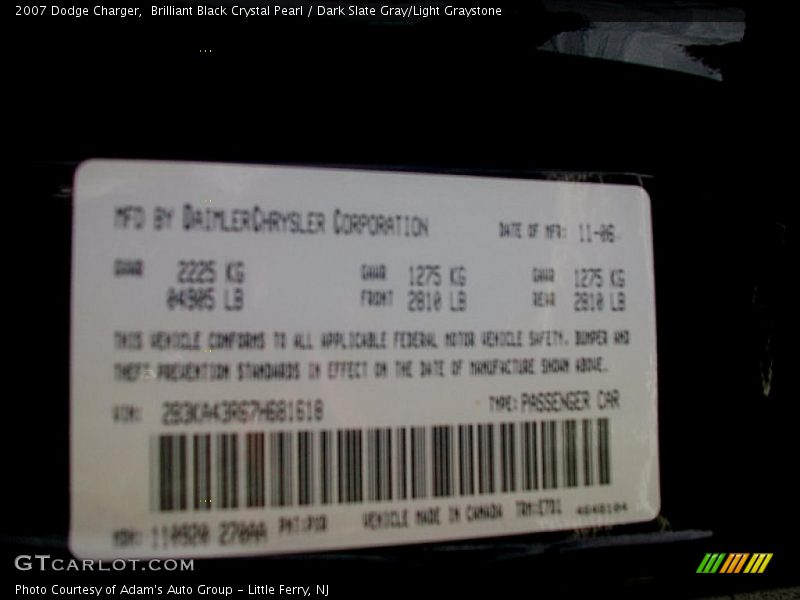 2007 Dodge Charger,  Brilliant Black Crystal Pearl / Dark Slate Gray/Light Graystone
MFD BY DAIMLERCHRYSLER CORPORATION DATE OF MFR: 11-06
GVWR 2225 KG GAWR 1275 KG GAWR 1275 KG
04905 LB FRONT 2810 LB REAR 2810 LB
THIS VEHICLE CONFORMS TO ALL APPLICABLE FEDERAL MOTOR VEHICLE SAFETY, BUMPER AND
THEFT PREVENTION STANDARDS IN EFFECT ON THE DATE OF MANUFACTURE SHOWN ABOVE.
VIN: 2B3KA43R67H681618 TYPE: PASSENGER CAR
MDH: 110920 270AA VEHICLE MADE IN CANADA
GTCARLOT.COM
Photo Courtesy of Adam's Auto Group - Little Ferry, NJ